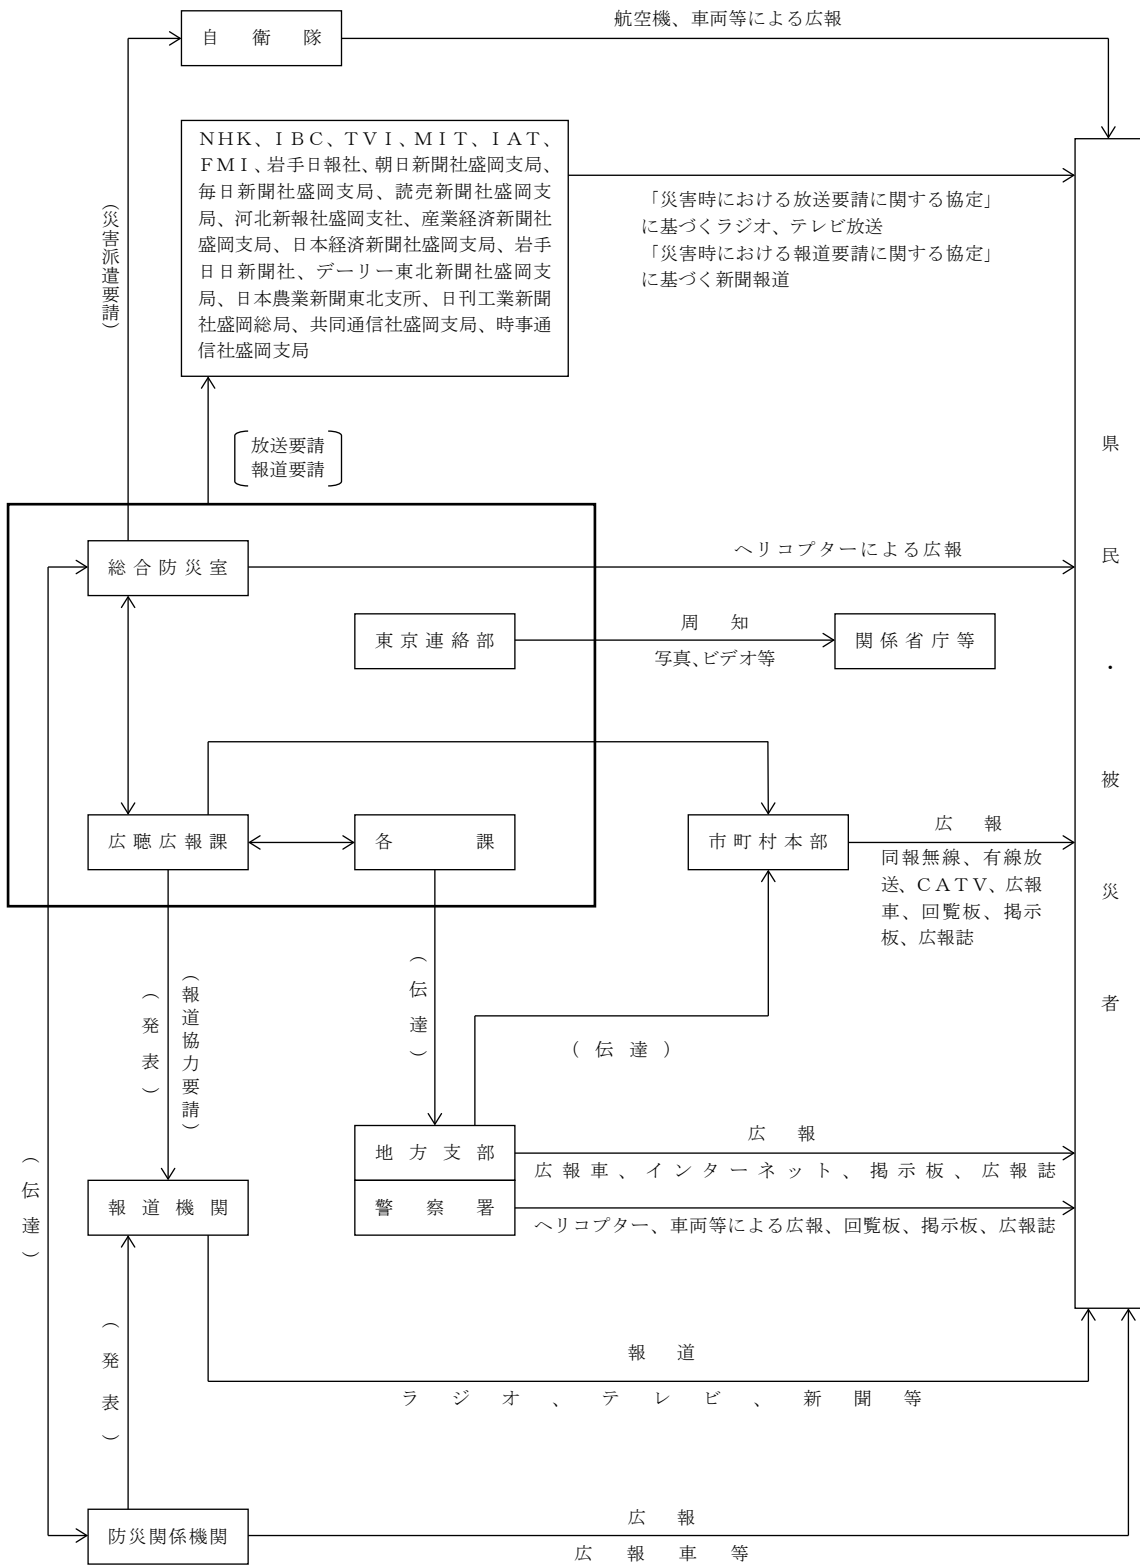 航空機、車両等による広報
自衛隊
NHK、IBC、TVI、MIT、IAT、
FMI、岩手日報社、朝日新聞社盛岡支局、
毎日新聞社盛岡支局、読売新聞社盛岡支
局、河北新報社盛岡支社、産業経済新聞社
盛岡支局、日本経済新聞社盛岡支局、岩手
日日新聞社、デーリー東北新聞社盛岡支
局、日本農業新聞東北支所、日刊工業新聞
社盛岡総局、共同通信社盛岡支局、時事通
信社盛岡支局
「災害時における放送要請に関する協定」
に基づくラジオ、テレビ放送
「災害時における報道要請に関する協定」
に基づく新聞報道
(災害派遣要請)
放送要請
報道要請
県民・被災者
総合防災室
ヘリコプターによる広報
東京連絡部
周知
写真、ビデオ等
関係省庁等
広聴広報課
各課
市町村本部
広報
同報無線、有線放
送、CATV、広報
車、回覧板、掲示
板、広報誌
(発表)
(報道協力要請)
(伝達)
(伝達)
(伝達)
地方支部
広報
広報車、インターネット、掲示板、広報誌
警察署
ヘリコプター、車両等による広報、回覧板、掲示板、広報誌
報道機関
(発表)
報道
ラジオ、テレビ、新聞等
防災関係機関
広報
広報車等